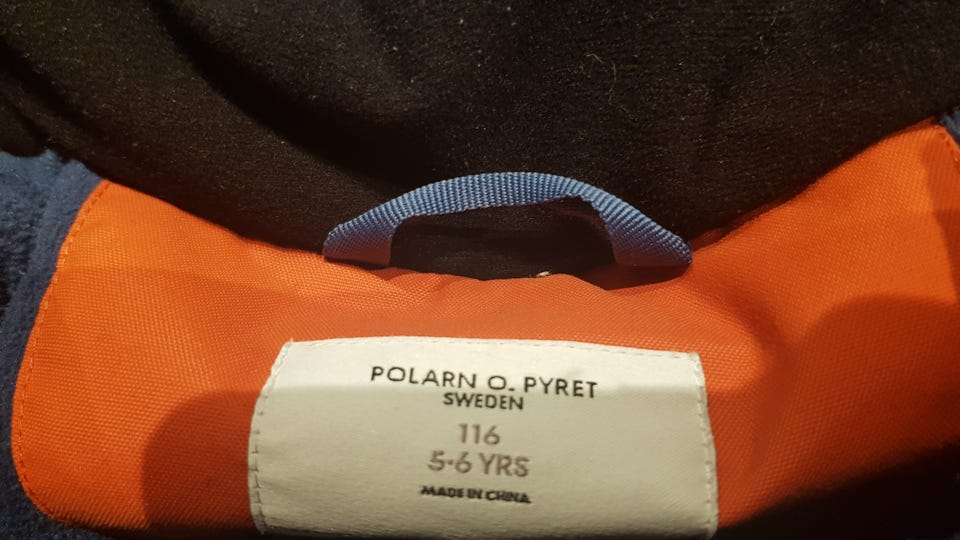 POLARN O. PYRET
SWEDEN
116
5-6 YRS
MADE IN CHINA